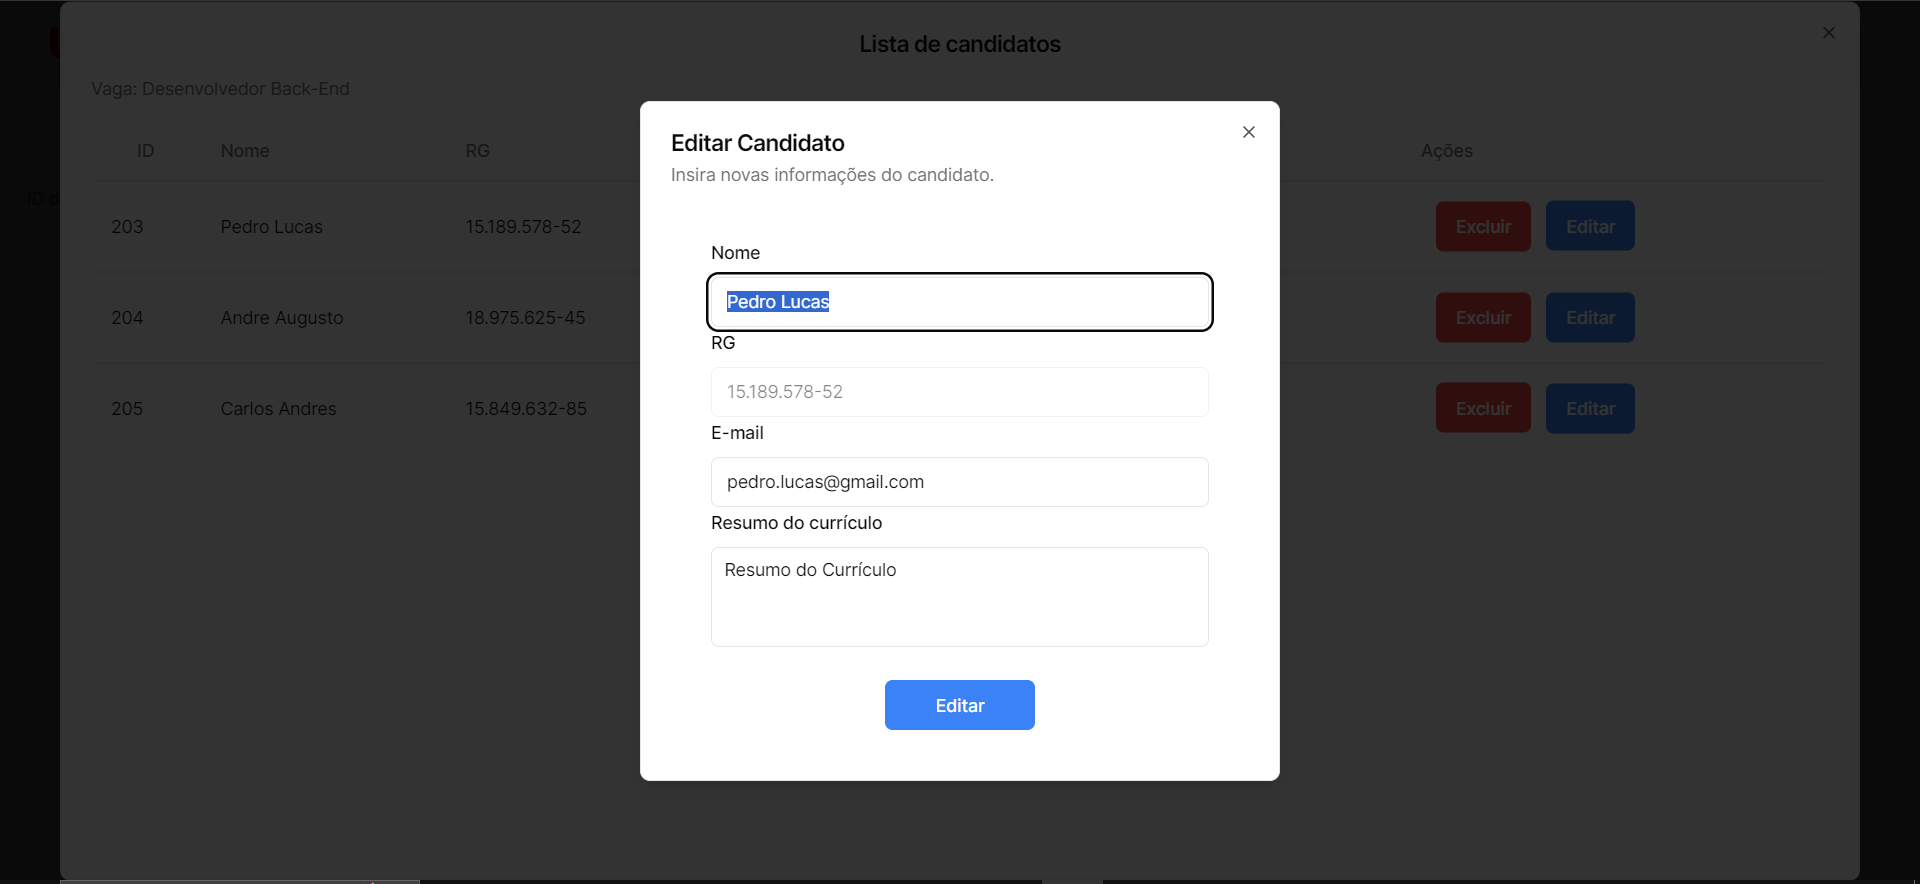 Lista de candidatos
Vaga: Desenvolvedor Back-End
ID Nome RG Ações
ID d
203 Pedro Lucas 15.189.578-52 Excluir Editar
204 Andre Augusto 18.975.625-45 Excluir Editar
205 Carlos Andres 15.849.632-85 Excluir Editar
Editar Candidato
Insira novas informações do candidato.
Nome
Pedro Lucas
RG
15.189.578-52
E-mail
pedro.lucas@gmail.com
Resumo do currículo
Resumo do Currículo
Editar